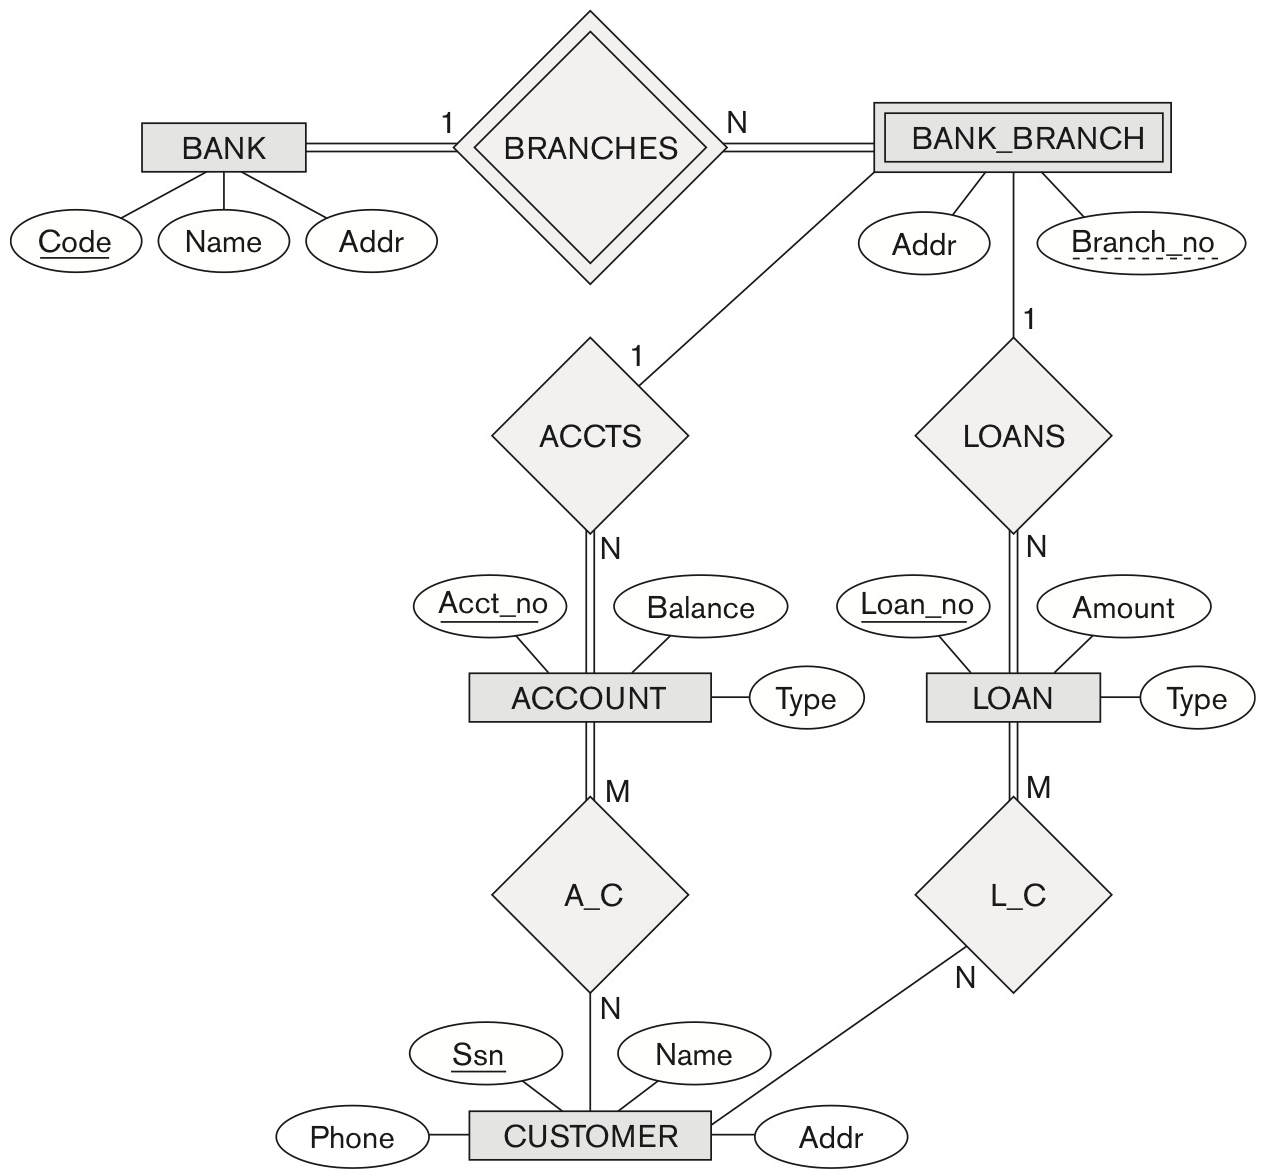 1
N
BANK
BRANCHES
BANK_BRANCH
Code
Name
Addr
Addr
Branch_no
1
1
ACCTS
LOANS
N
N
Acct_no
Balance
Loan_no
Amount
ACCOUNT
Type
LOAN
Type
M
M
A_C
L_C
N
N
Ssn
Name
Phone
CUSTOMER
Addr